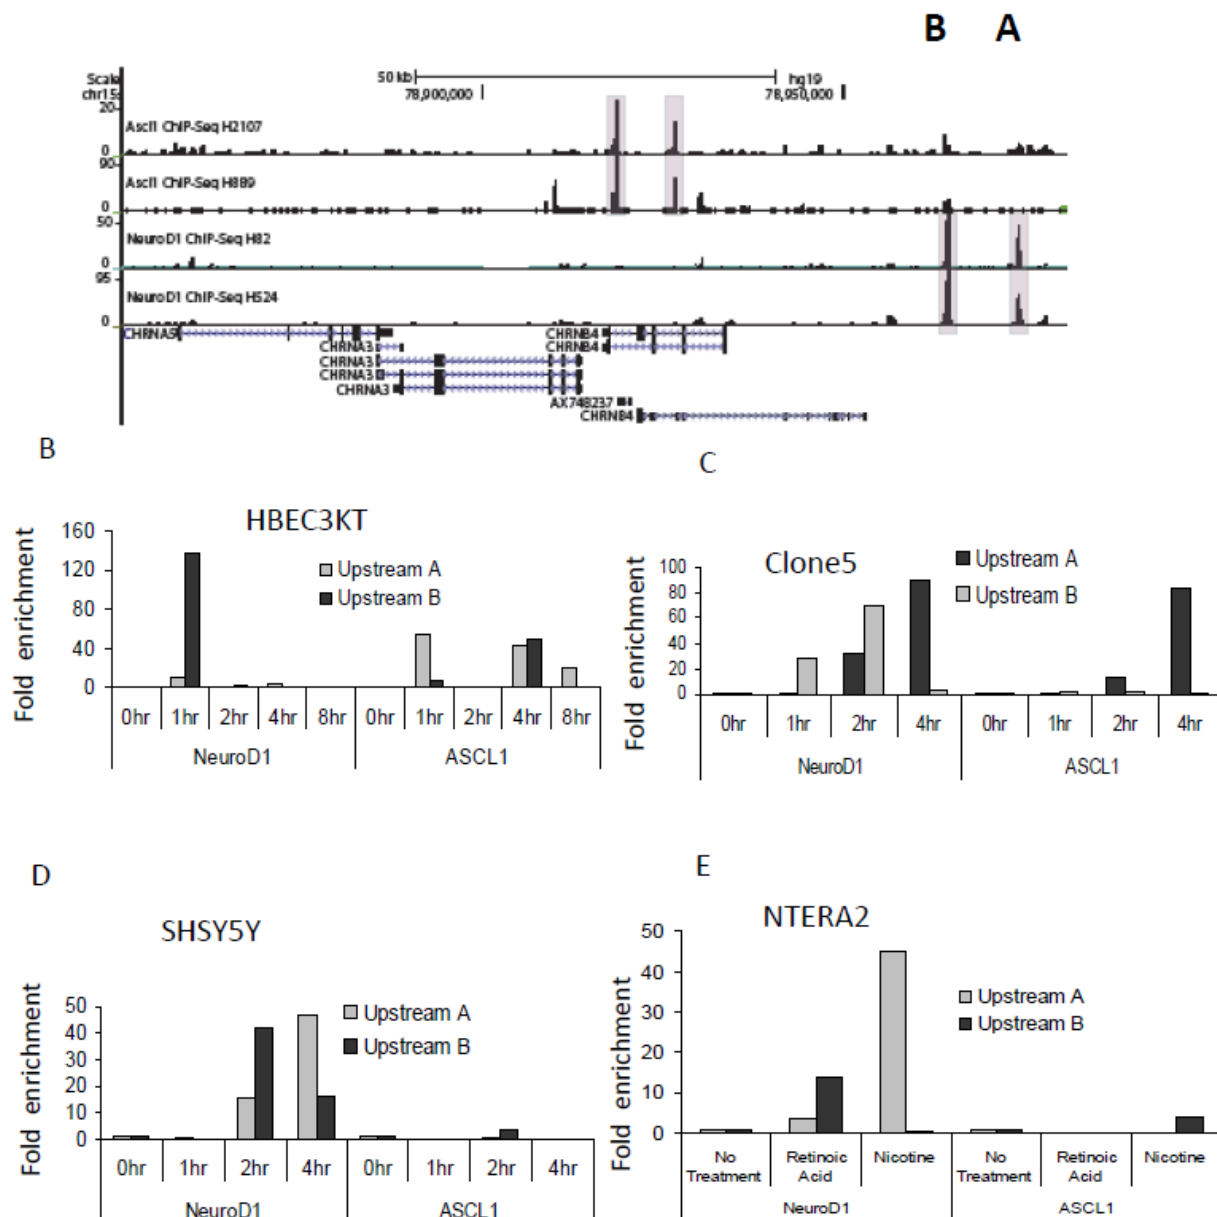 B A
Scale 50 kb hg19
chr15: 78,900,000 78,950,000
20
Ascl1 ChIP-Seq H2107
0
90
Ascl1 ChIP-Seq H889
0
50
NeuroD1 ChIP-Seq H82
0
95
NeuroD1 ChIP-Seq H524
0
CHRNA5 CHRNB4
CHRNA3 CHRNB4
CHRNA3
CHRNA3
CHRNA3
AX748237
CHRNB4
B
HBEC3KT
Fold enrichment
160
120
80
40
0
Upstream A
Upstream B
0hr 1hr 2hr 4hr 8hr 0hr 1hr 2hr 4hr 8hr
NeuroD1 ASCL1
C
Clone5
Fold enrichment
100
80
60
40
20
0
Upstream A
Upstream B
0hr 1hr 2hr 4hr 0hr 1hr 2hr 4hr
NeuroD1 ASCL1
D
SHSY5Y
Fold enrichment
50
40
30
20
10
0
Upstream A
Upstream B
0hr 1hr 2hr 4hr 0hr 1hr 2hr 4hr
NeuroD1 ASCL1
E
NTERA2
Fold enrichment
50
40
30
20
10
0
Upstream A
Upstream B
No Treatment Retinoic Acid Nicotine No Treatment Retinoic Acid Nicotine
NeuroD1 ASCL1